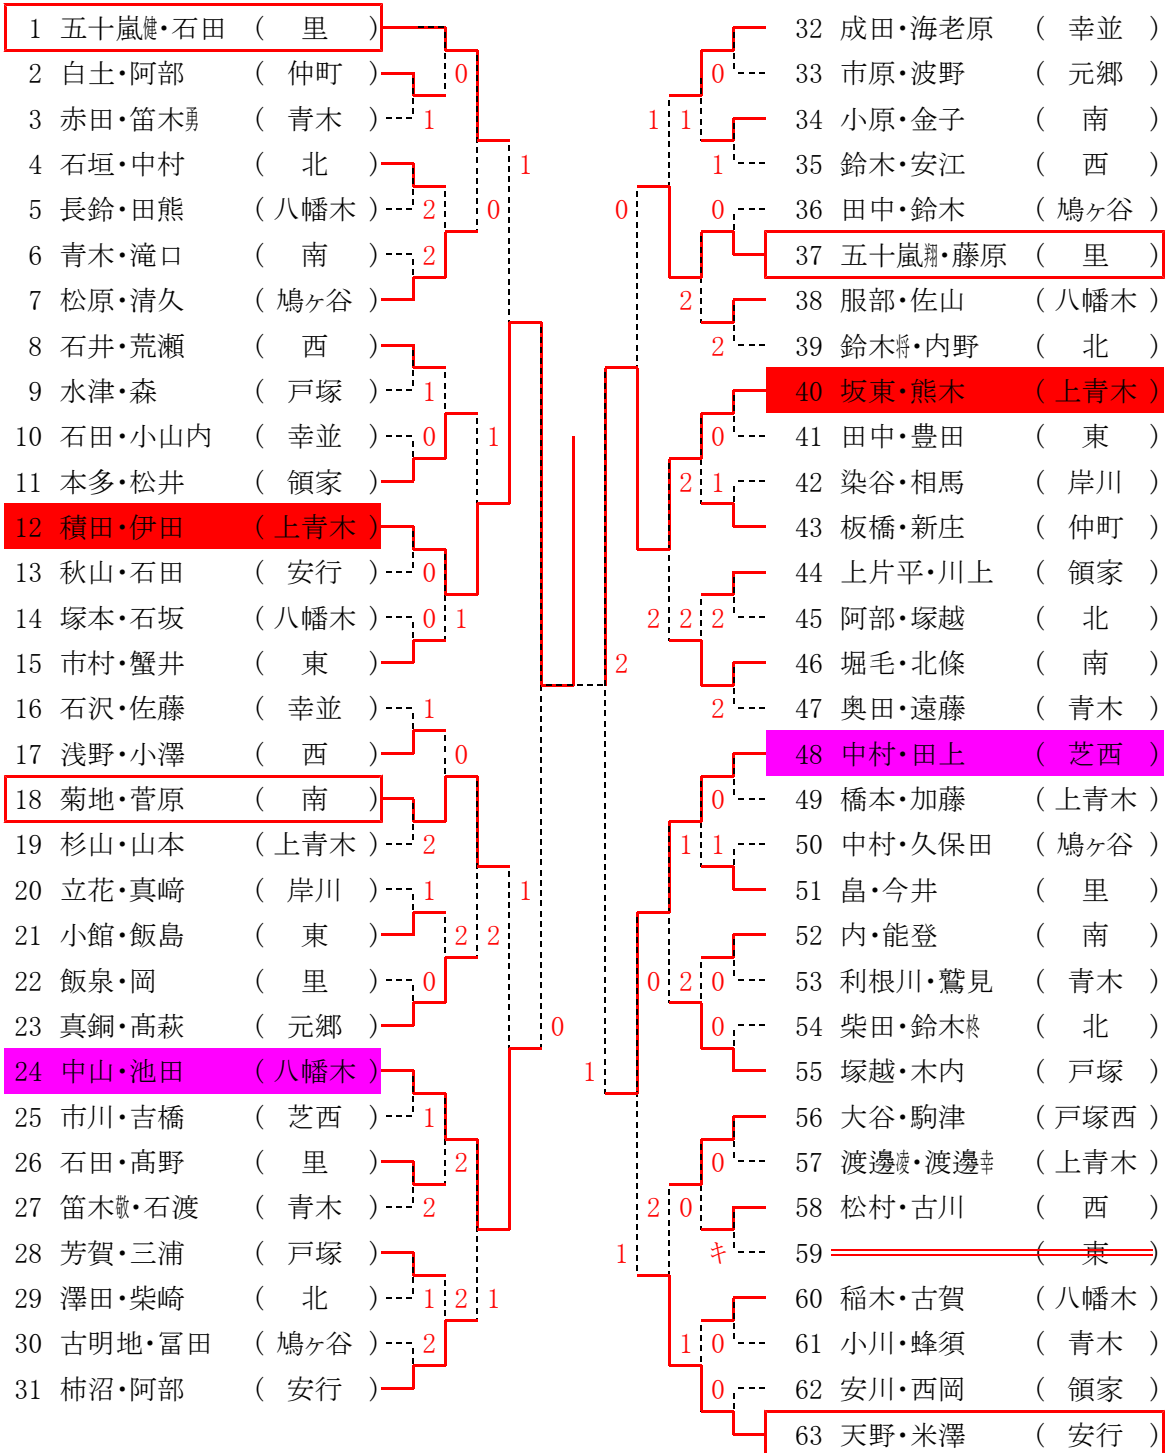 1 五十嵐健・石田 ( 里 )
2 白土・阿部 ( 仲町 )
3 赤田・笛木勇 ( 青木 )
4 石垣・中村 ( 北 )
5 長鈴・田熊 ( 八幡木 )
6 青木・滝口 ( 南 )
7 松原・清久 ( 鳩ヶ谷 )
8 石井・荒瀬 ( 西 )
9 水津・森 ( 戸塚 )
10 石田・小山内 ( 幸並 )
11 本多・松井 ( 領家 )
12 積田・伊田 ( 上青木 )
13 秋山・石田 ( 安行 )
14 塚本・石坂 ( 八幡木 )
15 市村・蟹井 ( 東 )
16 石沢・佐藤 ( 幸並 )
17 浅野・小澤 ( 西 )
18 菊地・菅原 ( 南 )
19 杉山・山本 ( 上青木 )
20 立花・真﨑 ( 岸川 )
21 小館・飯島 ( 東 )
22 飯泉・岡 ( 里 )
23 真銅・髙萩 ( 元郷 )
24 中山・池田 ( 八幡木 )
25 市川・吉橋 ( 芝西 )
26 石田・髙野 ( 里 )
27 笛木敬・石渡 ( 青木 )
28 芳賀・三浦 ( 戸塚 )
29 澤田・柴崎 ( 北 )
30 古明地・冨田 ( 鳩ヶ谷 )
31 柿沼・阿部 ( 安行 )
0
1
1
2
0
2
1
0
1
0
0 1
1
0
2
1
1
2 2
0
0
1
2
2
1 2 1
2
32 成田・海老原 ( 幸並 )
33 市原・波野 ( 元郷 )
34 小原・金子 ( 南 )
35 鈴木・安江 ( 西 )
36 田中・鈴木 ( 鳩ヶ谷 )
37 五十嵐翔・藤原 ( 里 )
38 服部・佐山 ( 八幡木 )
39 鈴木将・内野 ( 北 )
40 坂東・熊木 ( 上青木 )
41 田中・豊田 ( 東 )
42 染谷・相馬 ( 岸川 )
43 板橋・新庄 ( 仲町 )
44 上片平・川上 ( 領家 )
45 阿部・塚越 ( 北 )
46 堀毛・北條 ( 南 )
47 奥田・遠藤 ( 青木 )
48 中村・田上 ( 芝西 )
49 橋本・加藤 ( 上青木 )
50 中村・久保田 ( 鳩ヶ谷 )
51 畠・今井 ( 里 )
52 内・能登 ( 南 )
53 利根川・鷲見 ( 青木 )
54 柴田・鈴木柊 ( 北 )
55 塚越・木内 ( 戸塚 )
56 大谷・駒津 ( 戸塚西 )
57 渡邊凌・渡邊幸 ( 上青木 )
58 松村・古川 ( 西 )
59 ( 東 )
60 稲木・古賀 ( 八幡木 )
61 小川・蜂須 ( 青木 )
62 安川・西岡 ( 領家 )
63 天野・米澤 ( 安行 )
0
1 1
1
0 0
2
2
0
2 1
2 2 2
2
2
0
1 1
0 2 0
0
1
0
2 0
1 キ
1 0
0